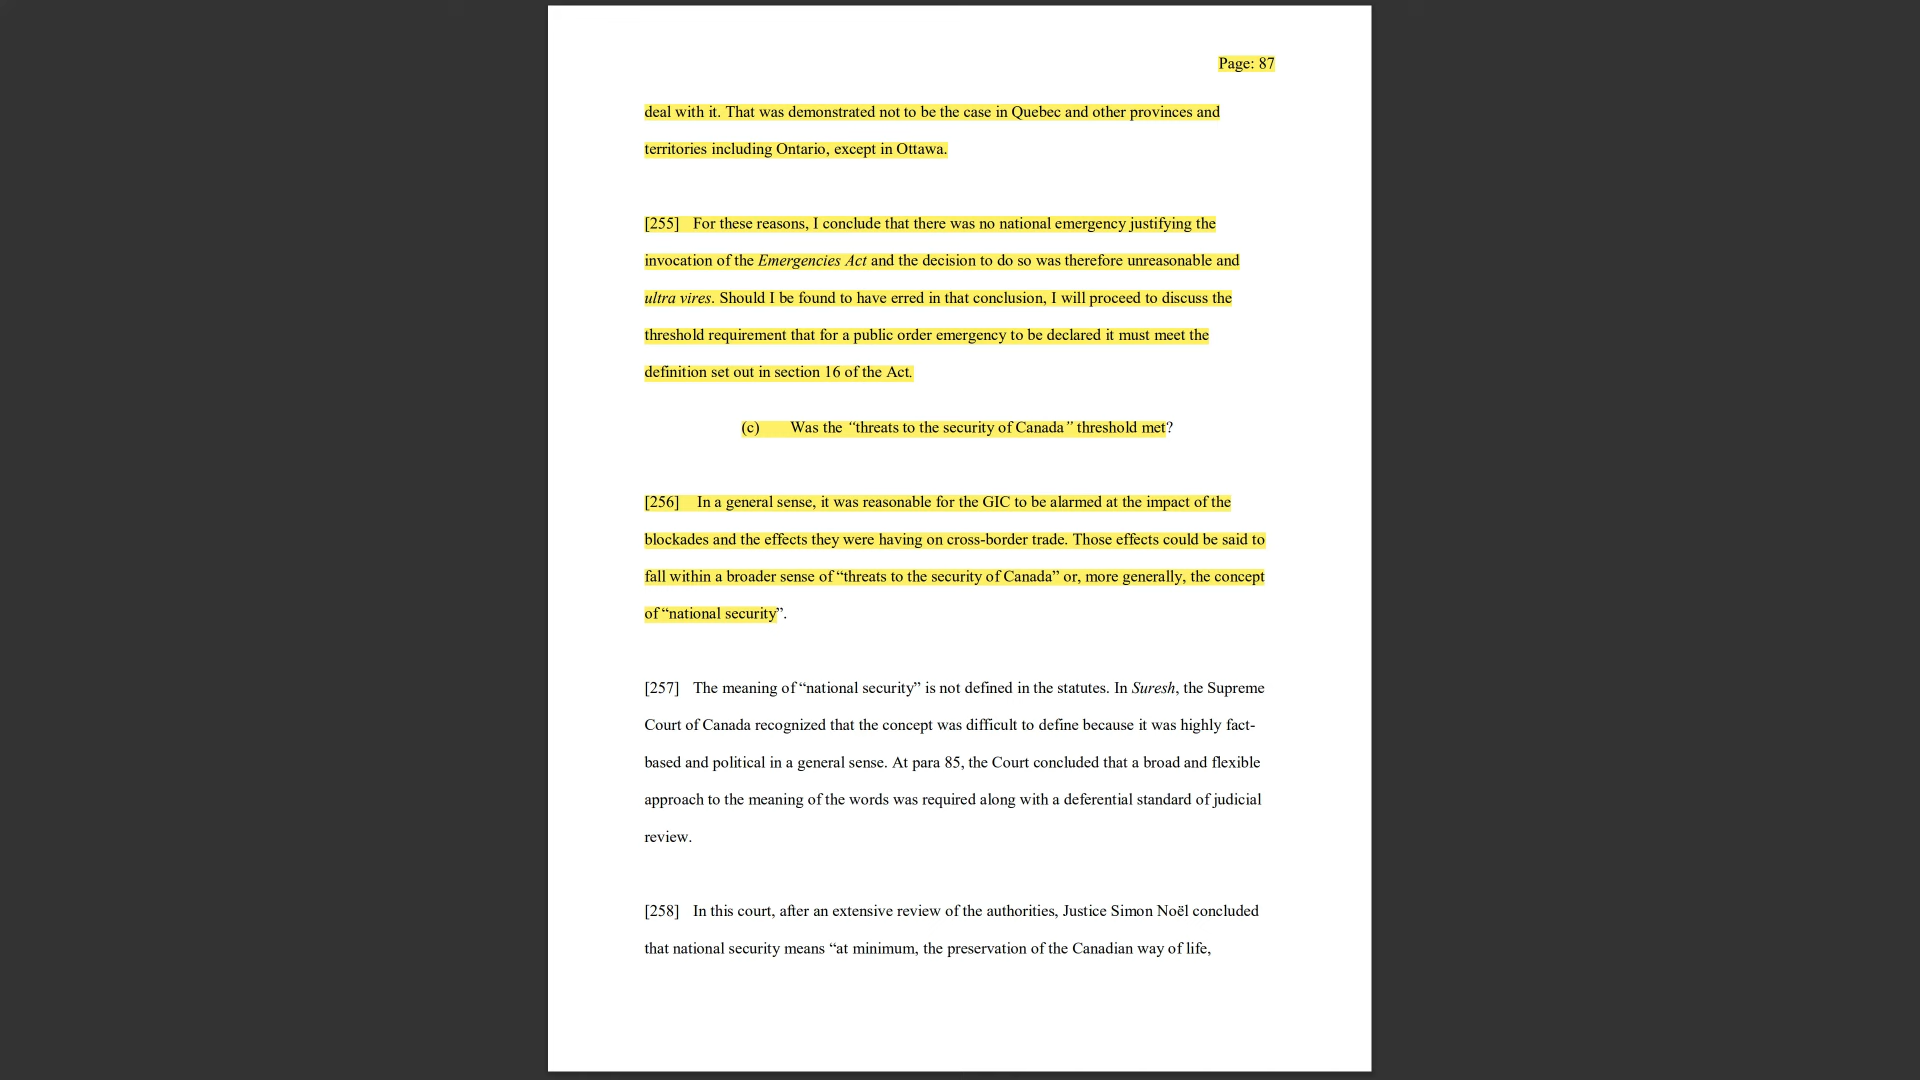 Page: 87
deal with it. That was demonstrated not to be the case in Quebec and other provinces and
territories including Ontario, except in Ottawa.
[255] For these reasons, I conclude that there was no national emergency justifying the
invocation of the Emergencies Act and the decision to do so was therefore unreasonable and
ultra vires. Should I be found to have erred in that conclusion, I will proceed to discuss the
threshold requirement that for a public order emergency to be declared it must meet the
definition set out in section 16 of the Act.
(c) Was the “threats to the security of Canada” threshold met?
[256] In a general sense, it was reasonable for the GIC to be alarmed at the impact of the
blockades and the effects they were having on cross-border trade. Those effects could be said to
fall within a broader sense of “threats to the security of Canada” or, more generally, the concept
of “national security”.
[257] The meaning of “national security” is not defined in the statutes. In Suresh, the Supreme
Court of Canada recognized that the concept was difficult to define because it was highly fact-
based and political in a general sense. At para 85, the Court concluded that a broad and flexible
approach to the meaning of the words was required along with a deferential standard of judicial
review.
[258] In this court, after an extensive review of the authorities, Justice Simon Noël concluded
that national security means “at minimum, the preservation of the Canadian way of life,